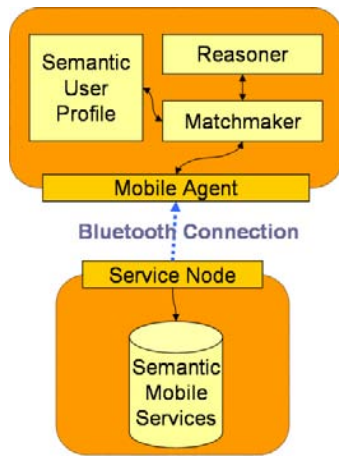 Semantic
User
Profile
Reasoner
Matchmaker
Mobile Agent
Bluetooth Connection
Service Node
Semantic
Mobile
Services